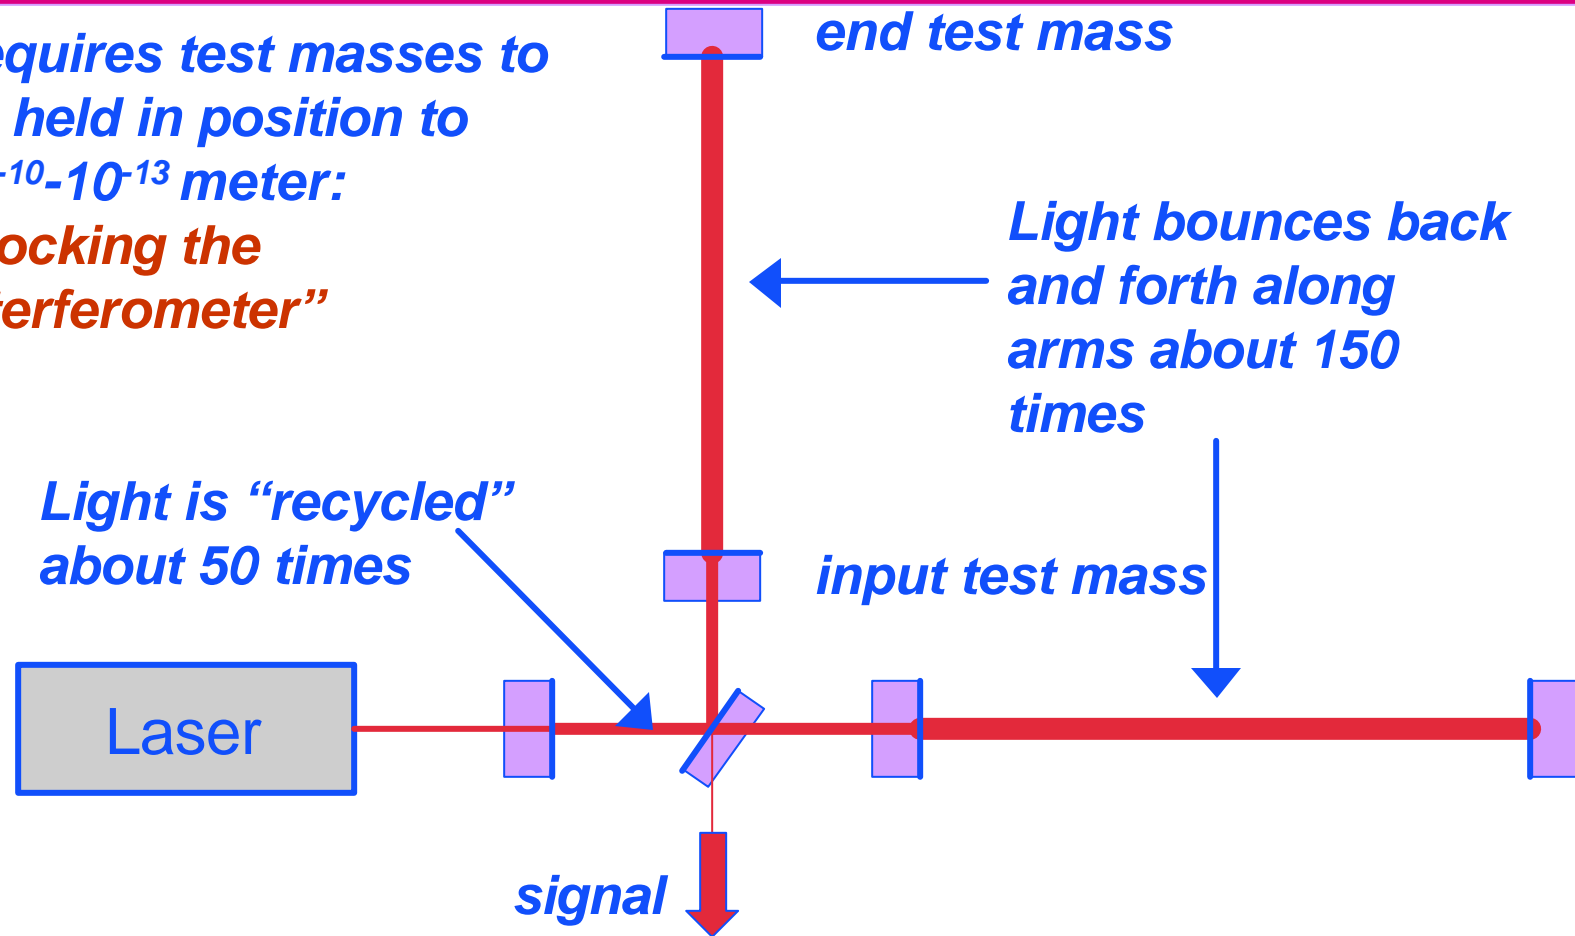 end test mass
equires test masses to
held in position to
-10-10-13 meter:
ocking the
terferometer”
Light bounces back
and forth along
arms about 150
times
Light is “recycled”
about 50 times
input test mass
Laser
signal